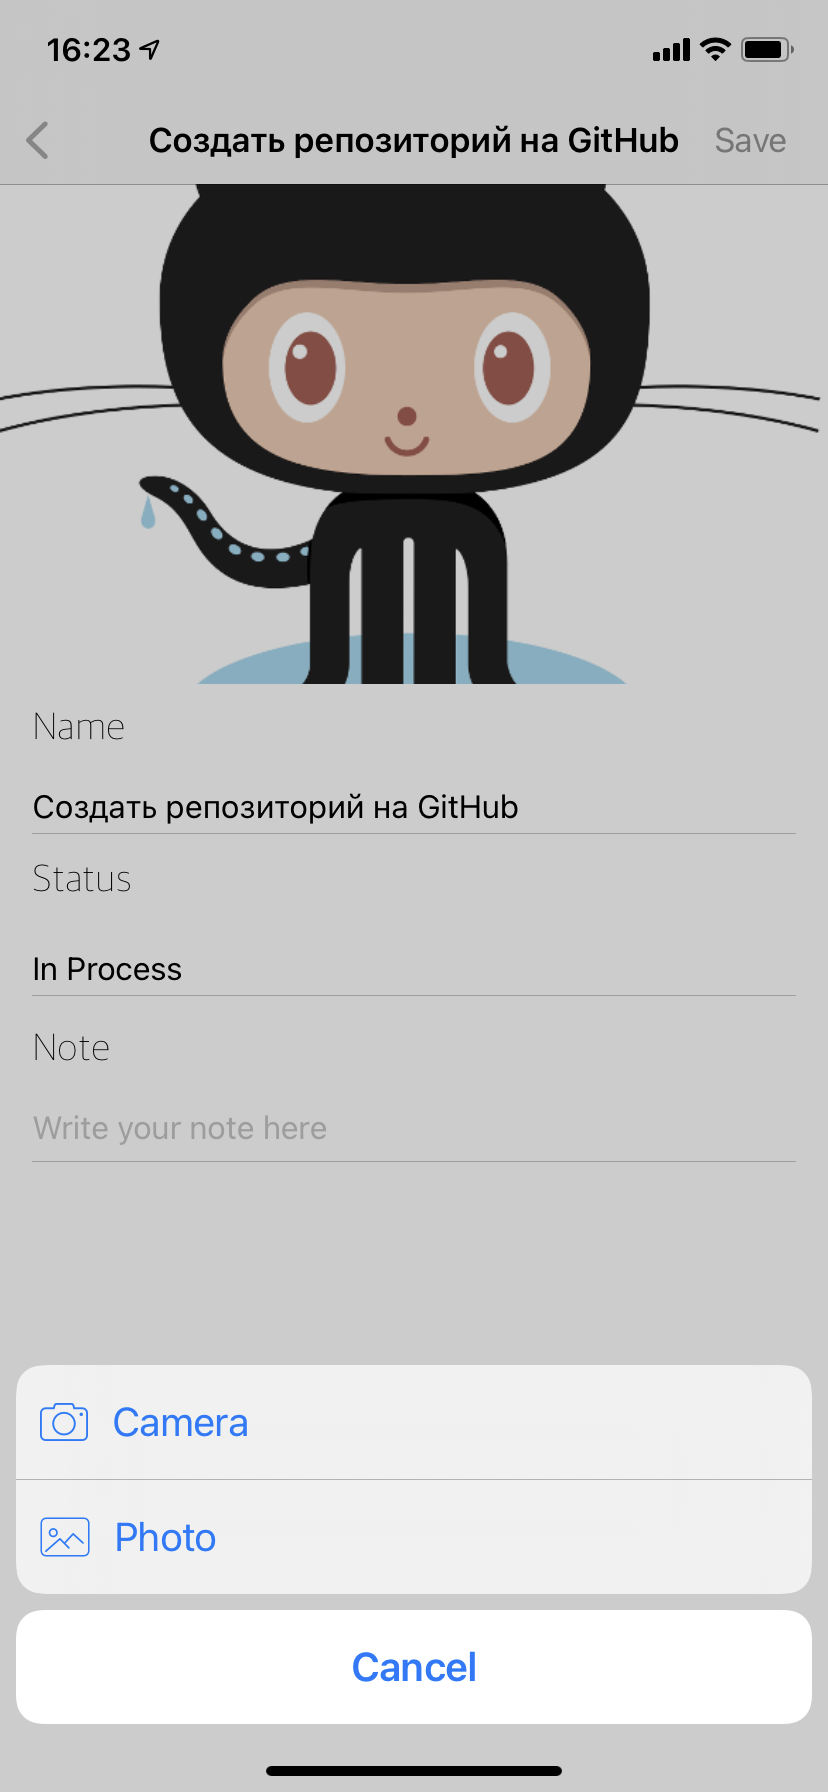 16:23
Создать репозиторий на GitHub Save
Name
Создать репозиторий на GitHub
Status
In Process
Note
Write your note here
Camera
Photo
Cancel